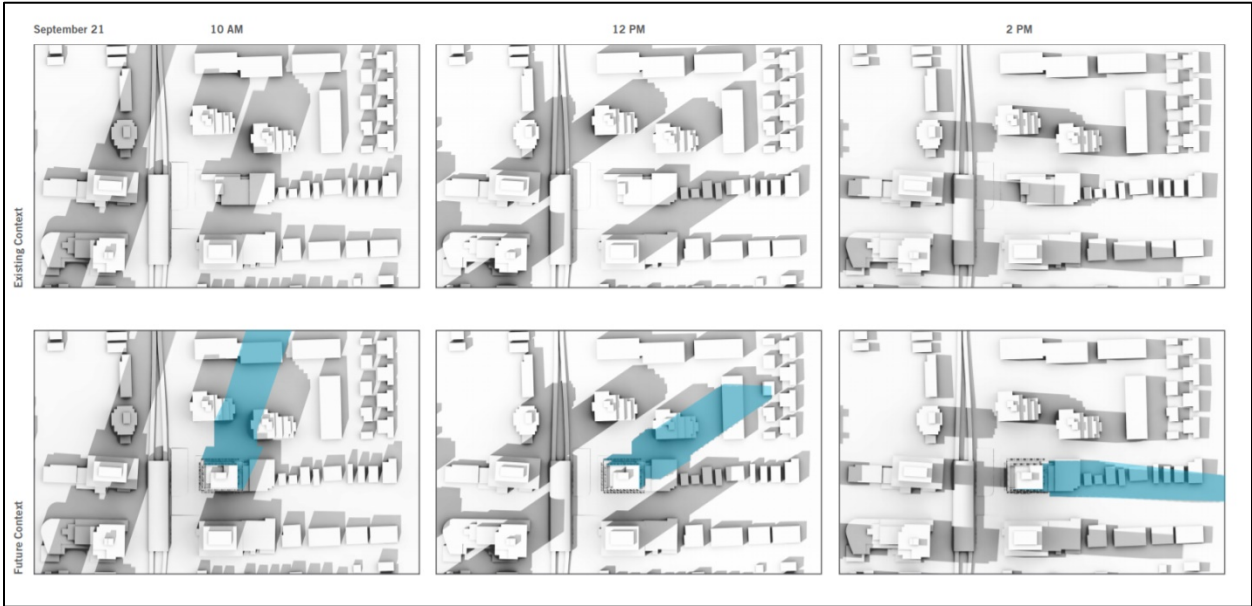 September 21
10 AM
12 PM
2 PM
Existing Context
Future Context